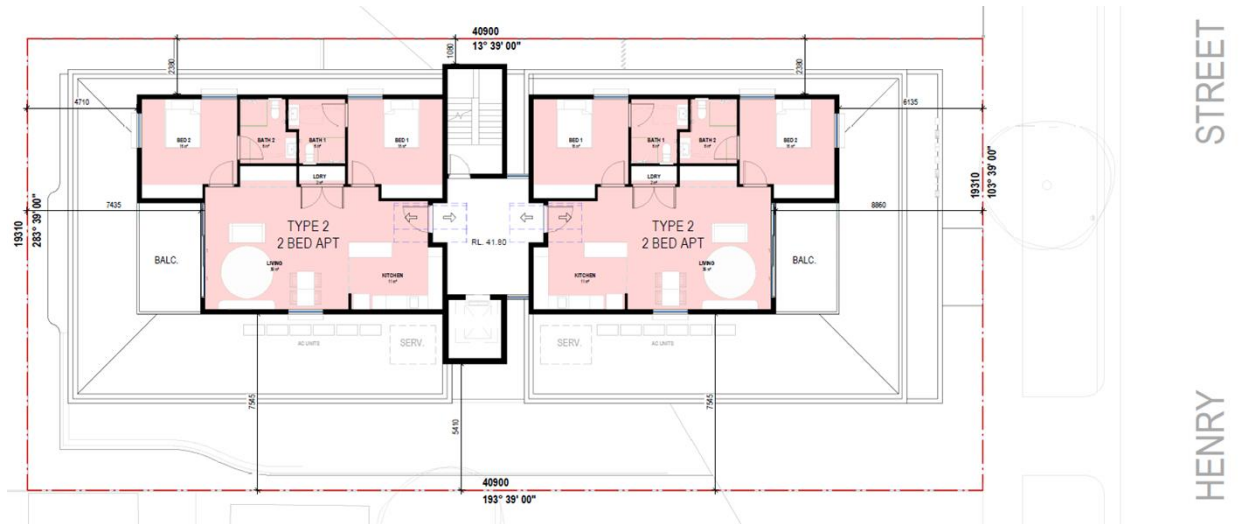 40900
13° 39' 00"
STREET
2380
1080
2380
4710
6135
BED 2
BATH 2
BATH 1
BED 1
BED 1
BATH 1
BATH 2
BED 2
LDRY
LDRY
19310
283° 39' 00"
19310
103° 39' 00"
7435
8860
TYPE 2
2 BED APT
TYPE 2
2 BED APT
RL. 41.80
BALC.
BALC.
LIVING
KITCHEN
KITCHEN
LIVING
AC UNITS
SERV.
SERV.
AC UNITS
7545
5410
7545
HENRY
40900
193° 39' 00"